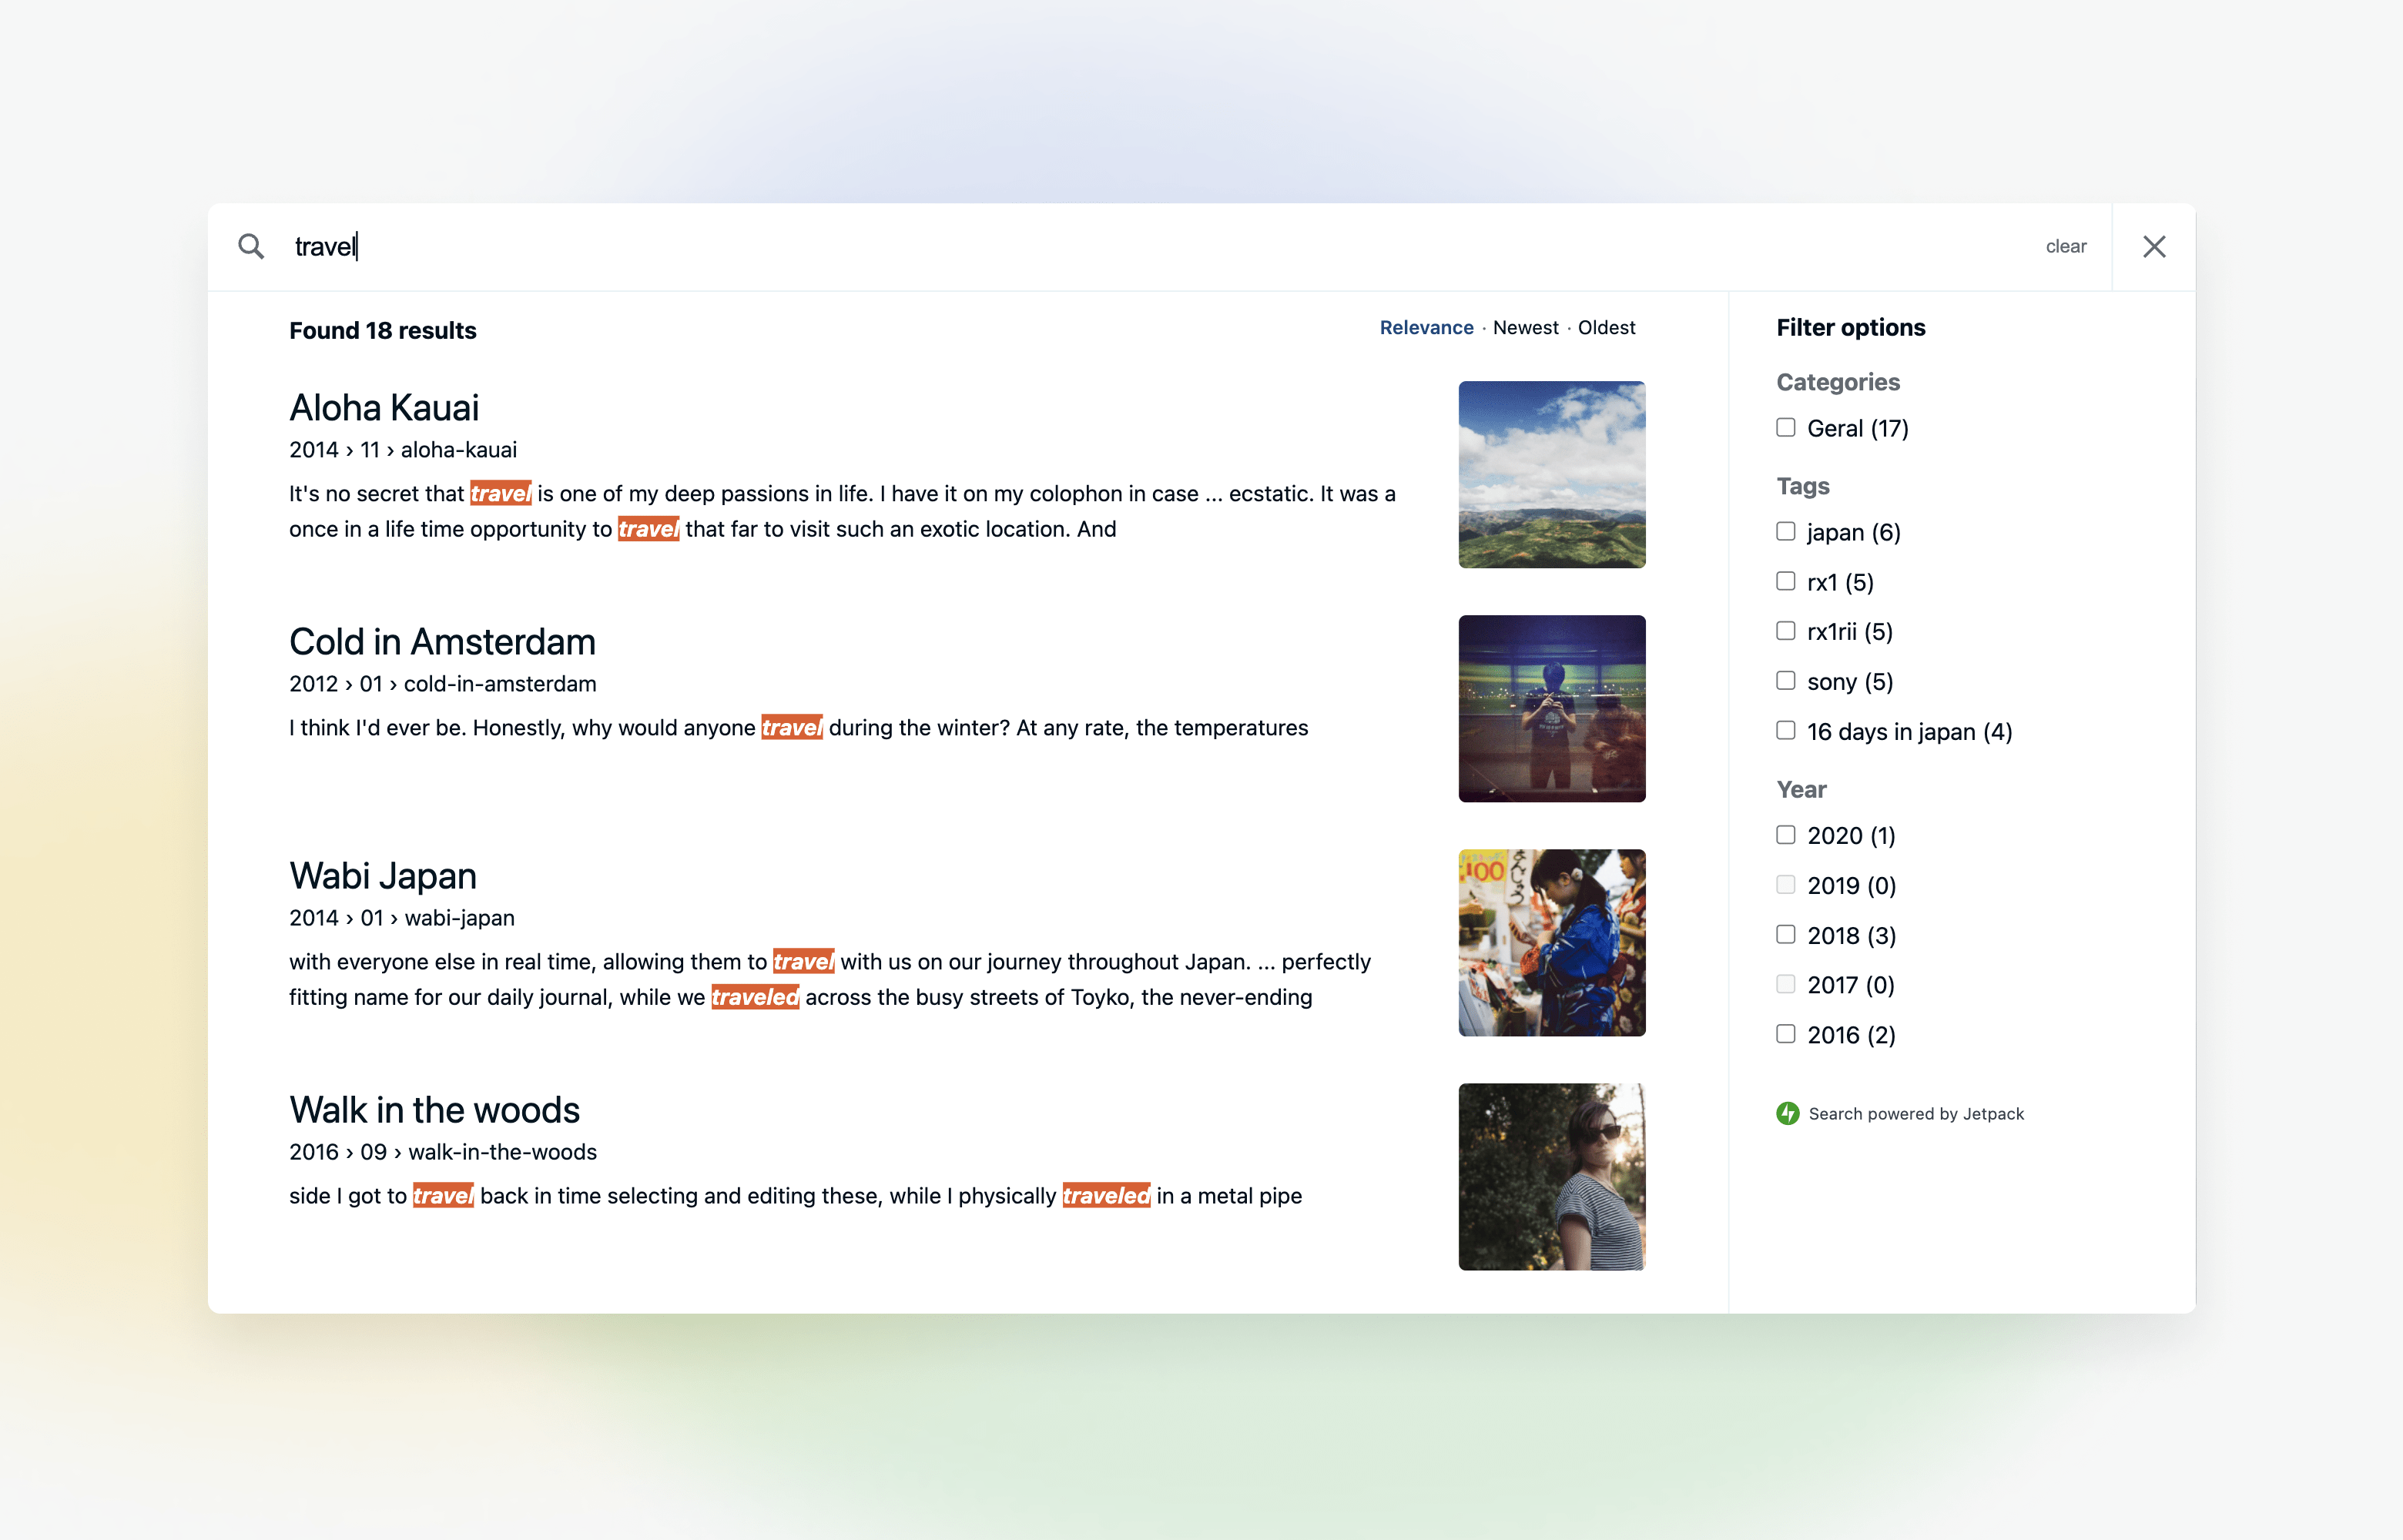 travel
clear
Found 18 results
Relevance · Newest · Oldest
Aloha Kauai
2014 › 11 › aloha-kauai
It's no secret that travel is one of my deep passions in life. I have it on my colophon in case ... ecstatic. It was a
once in a life time opportunity to travel that far to visit such an exotic location. And
Cold in Amsterdam
2012 › 01 › cold-in-amsterdam
I think I'd ever be. Honestly, why would anyone travel during the winter? At any rate, the temperatures
Wabi Japan
2014 › 01 › wabi-japan
with everyone else in real time, allowing them to travel with us on our journey throughout Japan. ... perfectly
fitting name for our daily journal, while we traveled across the busy streets of Toyko, the never-ending
100
Walk in the woods
2016 › 09 › walk-in-the-woods
side I got to travel back in time selecting and editing these, while I physically traveled in a metal pipe
Filter options
Categories
Geral (17)
Tags
japan (6)
rx1 (5)
rx1rii (5)
sony (5)
16 days in japan (4)
Year
2020 (1)
2019 (0)
2018 (3)
2017 (0)
2016 (2)
Search powered by Jetpack